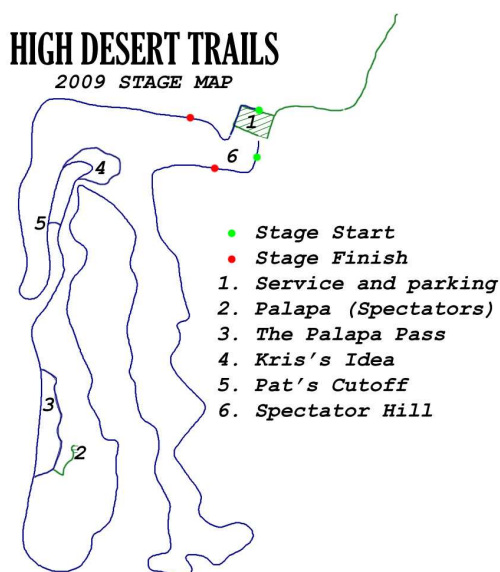 HIGH DESERT TRAILS
2009 STAGE MAP
1
6
4
5
3
2
Stage Start
Stage Finish
1. Service and parking
2. Palapa (Spectators)
3. The Palapa Pass
4. Kris's Idea
5. Pat's Cutoff
6. Spectator Hill